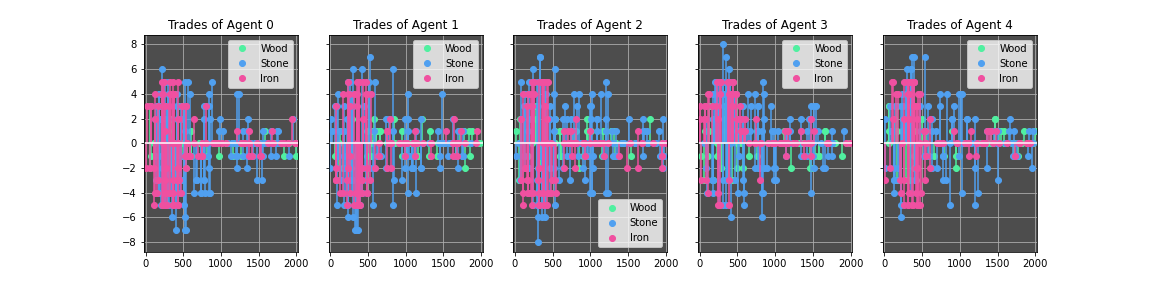 Trades of Agent 0
Trades of Agent 1
Trades of Agent 2
Trades of Agent 3
Trades of Agent 4
8
6
4
2
0
−2
−4
−6
−8
Wood
Stone
Iron
Wood
Stone
Iron
Wood
Stone
Iron
Wood
Stone
Iron
Wood
Stone
Iron
0 500 1000 1500 2000
0 500 1000 1500 2000
0 500 1000 1500 2000
0 500 1000 1500 2000
0 500 1000 1500 2000